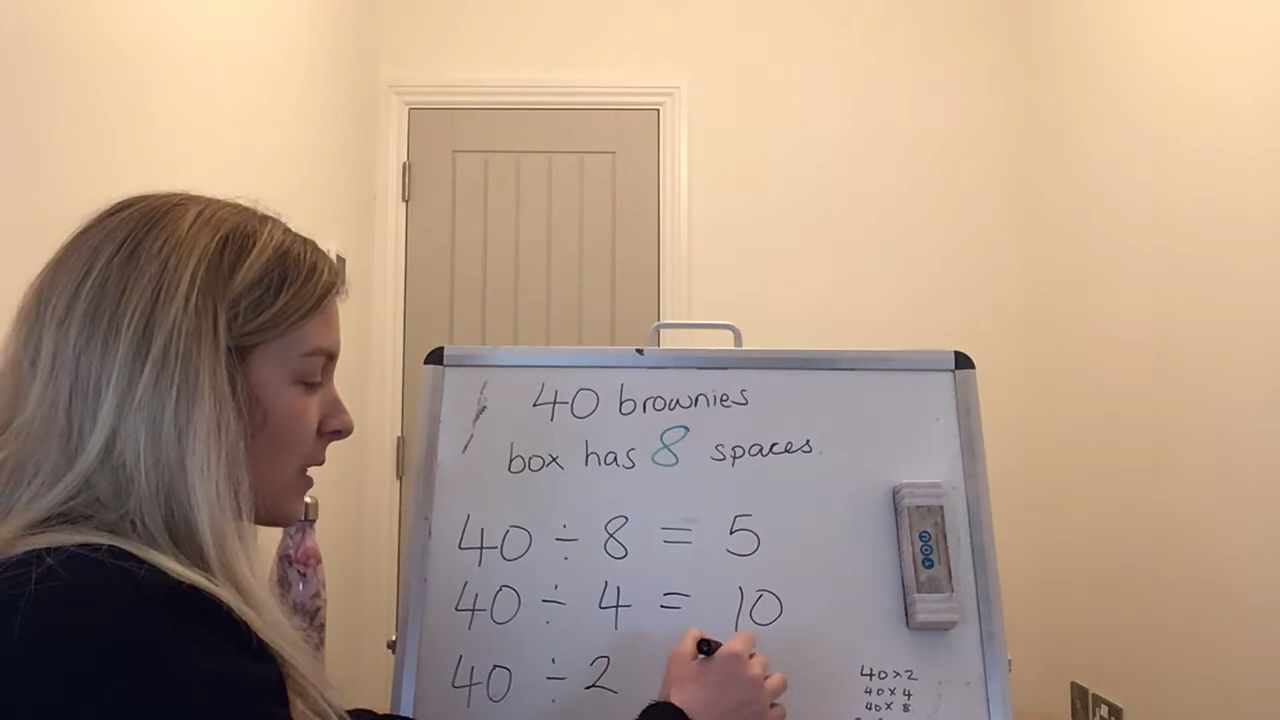 40 brownies
box has 8 spaces.
40 ÷ 8 = 5
40 ÷ 4 = 10
40 ÷ 2
40×2
40×4
40×8